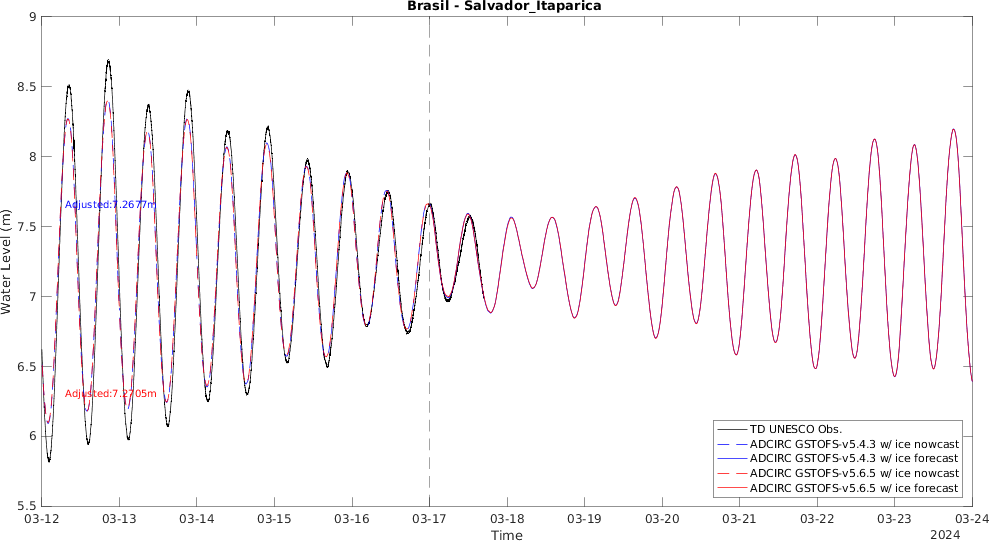 Brasil - Salvador_Itaparica
9
8.5
8
7.5
7
6.5
6
5.5
Water Level (m)
Adjusted:7.2677m
Adjusted:7.2705m
TD UNESCO Obs.
ADCIRC GSTOFS-v5.4.3 w/ ice nowcast
ADCIRC GSTOFS-v5.4.3 w/ ice forecast
ADCIRC GSTOFS-v5.6.5 w/ ice nowcast
ADCIRC GSTOFS-v5.6.5 w/ ice forecast
03-12 03-13 03-14 03-15 03-16 03-17 03-18 03-19 03-20 03-21 03-22 03-23 03-24
Time
2024